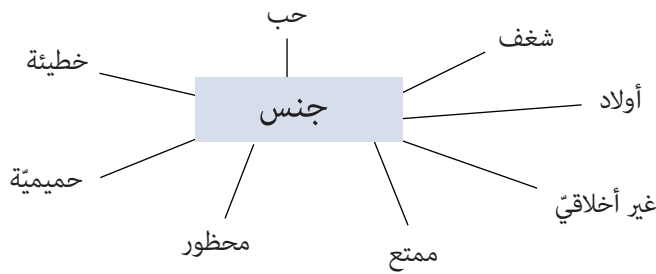 حب
شغف
خطيئة
أولاد
جنس
حميميّة
غير أخلاقيّ
محظور
ممتع